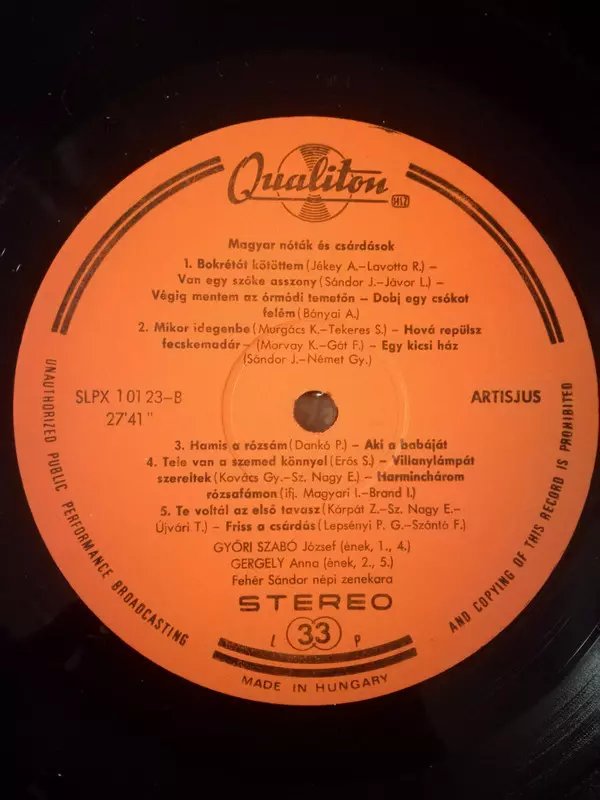 Qualiton
HLZ
Magyar nóták és csárdások
1. Bokrétót kötöttem (Jékey A.–Lavotta R.) –
Van egy szőke asszony (Sándor J.–Jávor L.) –
Végig mentem az ormódi temetőn – Dobj egy csókot
felém (Bányai A.)
2. Mikor idegenbe (Murgács K.–Tekeres S.) – Hová repülsz
fecskemadár – (Morvay K.–Gát F.) – Egy kicsi ház
(Sándor J.–Német Gy.)
SLPX 10123–B
27'41"
ARTISJUS
3. Hamis a rózsám (Dankó P.) – Aki a babáját
4. Tele van a szemed könnyel (Erős S.) – Villanylámpát
szereltek (Kovács Gy.–Sz. Nagy E.) – Harminchárom
rózsafámon (ifj. Magyari I.–Brand I.)
5. Te voltál az első tavasz (Kárpát Z.–Sz. Nagy E.–
Újvári T.) – Friss a csárdás (Lepsényi P. G.–Szántó F.)
GYŐRI SZABÓ József (ének, 1., 4.)
GERGELY Anna (ének, 2., 5.)
Fehér Sándor népi zenekara
STEREO
L 33 P
MADE IN HUNGARY
UNAUTHORIZED PUBLIC PERFORMANCE BROADCASTING
AND COPYING OF THIS RECORD IS PROHIBITED